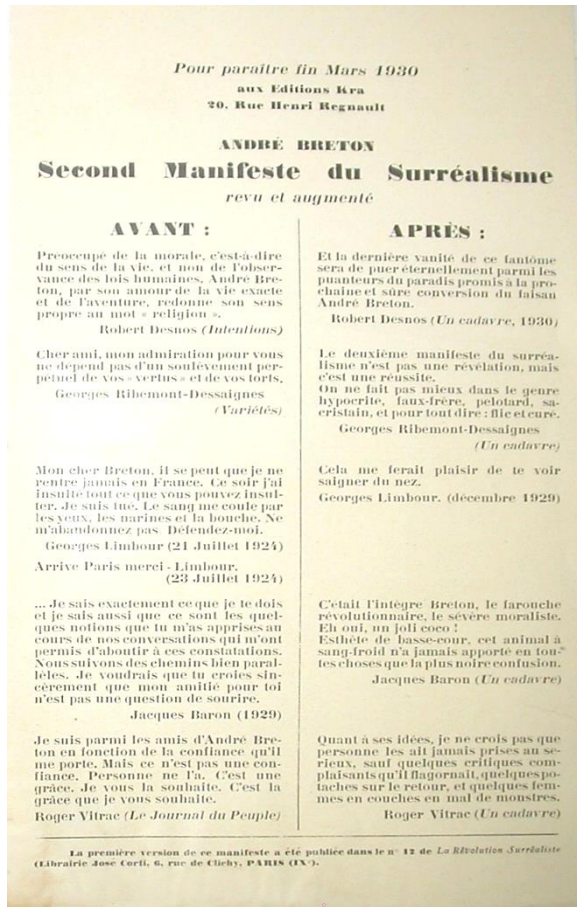 Pour paraître fin Mars 1930
aux Editions Kra
20, Rue Henri Regnault
ANDRÉ BRETON
Second Manifeste du Surréalisme
revu et augmenté
AVANT :
Préoccupé de la morale, c'est-à-dire
du sens de la vie, et non de l'obser-
vance des lois humaines, André Bre-
ton, par son amour de la vie exacte
et de l'aventure, redonne son sens
propre au mot « religion ».
Robert Desnos (Intentions)
Cher ami, mon admiration pour vous
ne dépend pas d'un soulèvement per-
pétuel de vos « vertus » et de vos torts.
Georges Ribemont-Dessaignes
(Variétés)
Mon cher Breton, il se peut que je ne
rentre jamais en France. Ce soir j'ai
insulté tout ce que vous pouvez insul-
ter. Je suis tué. Le sang me coule par
les yeux, les narines et la bouche. Ne
m'abandonnez pas. Défendez-moi.
Georges Limbour (21 Juillet 1924)
Arrive Paris merci - Limbour.
(23 Juillet 1924)
... Je sais exactement ce que je te dois
et je sais aussi que ce sont les quel-
ques notions que tu m'as apprises au
cours de nos conversations qui m'ont
permis d'aboutir à ces constatations.
Nous suivons des chemins bien paral-
lèles. Je voudrais que tu croies sin-
cèrement que mon amitié pour toi
n'est pas une question de sourire.
Jacques Baron (1929)
Je suis parmi les amis d'André Bre-
ton en fonction de la confiance qu'il
me porte. Mais ce n'est pas une con-
fiance. Personne ne l'a. C'est une
grâce. Je vous la souhaite. C'est la
grâce que je vous souhaite.
Roger Vitrac (Le Journal du Peuple)
APRÈS :
Et la dernière vanité de ce fantôme
sera de puer éternellement parmi les
puanteurs du paradis promis à la pro-
chaine et sûre conversion du faisan
André Breton.
Robert Desnos (Un cadavre, 1930)
Le deuxième manifeste du surréa-
lisme n'est pas une révélation, mais
c'est une réussite.
On ne fait pas mieux dans le genre
hypocrite, faux-frère, pelotard, sa-
cristain, et pour tout dire : flic et curé.
Georges Ribemont-Dessaignes
(Un cadavre)
Cela me ferait plaisir de te voir
saigner du nez.
Georges Limbour. (décembre 1929)
C'était l'intègre Breton, le farouche
révolutionnaire, le sévère moraliste.
Eh oui, un joli coco !
Esthète de basse-cour, cet animal à
sang-froid n'a jamais apporté en tou-
tes choses que la plus noire confusion.
Jacques Baron (Un cadavre)
Quant à ses idées, je ne crois pas que
personne les ait jamais prises au sé-
rieux, sauf quelques critiques com-
plaisants qu'il flagornait, quelques po-
taches sur le retour, et quelques fem-
mes en couches en mal de monstres.
Roger Vitrac (Un cadavre)
La première version de ce manifeste a été publiée dans le n° 12 de La Révolution Surréaliste
(Librairie José Corti, 6, rue de Clichy, PARIS (IXᵉ).